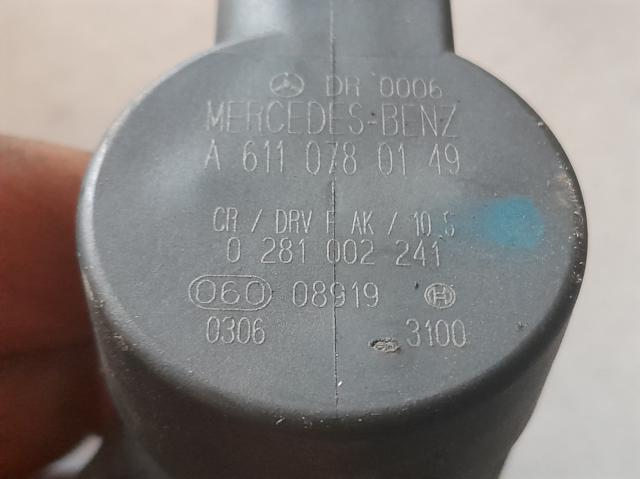 DR 0006
MERCEDES-BENZ
A 611 078 01 49
CR / DRV F AK / 10 S
0 281 002 241
060 08919
0306 3100